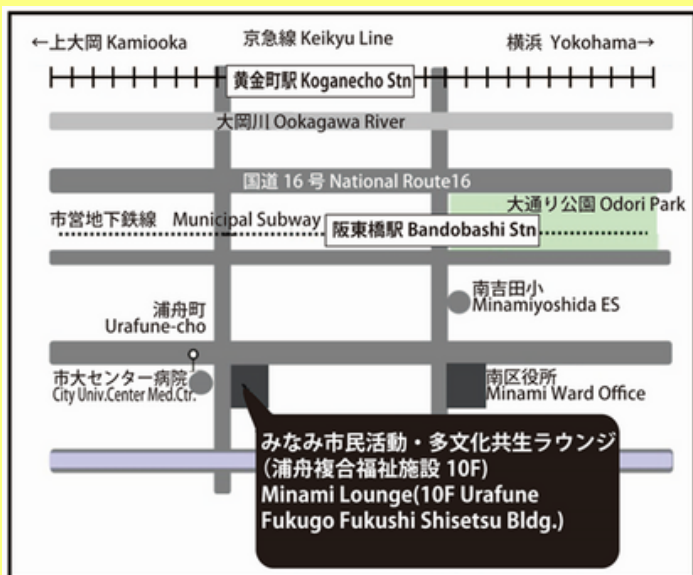 ←上大岡 Kamiooka
京急線 Keikyu Line
横浜 Yokohama→
黄金町駅 Koganecho Stn
大岡川 Ookagawa River
国道 16 号 National Route16
大通り公園 Odori Park
市営地下鉄線 Municipal Subway
阪東橋駅 Bandobashi Stn
浦舟町
Urafune-cho
南吉田小
Minamiyoshida ES
市大センター病院
City Univ.Center Med.Ctr.
南区役所
Minami Ward Office
みなみ市民活動・多文化共生ラウンジ
(浦舟複合福祉施設 10F)
Minami Lounge(10F Urafune
Fukugo Fukushi Shisetsu Bldg.)